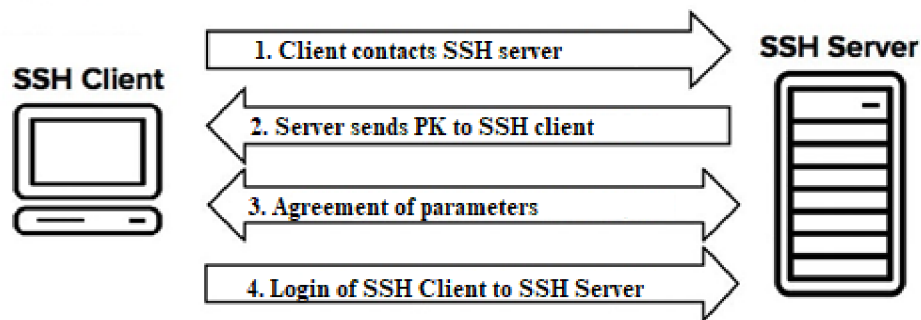 1. Client contacts SSH server
SSH Server
SSH Client
2. Server sends PK to SSH client
3. Agreement of parameters
4. Login of SSH Client to SSH Server